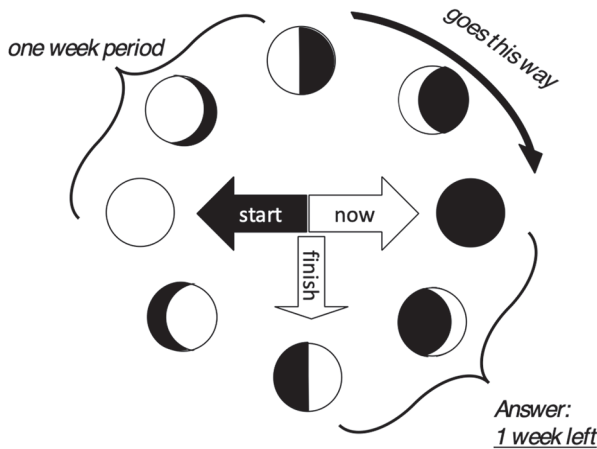 one week period
goes this way
start
now
finish
Answer:
1 week left